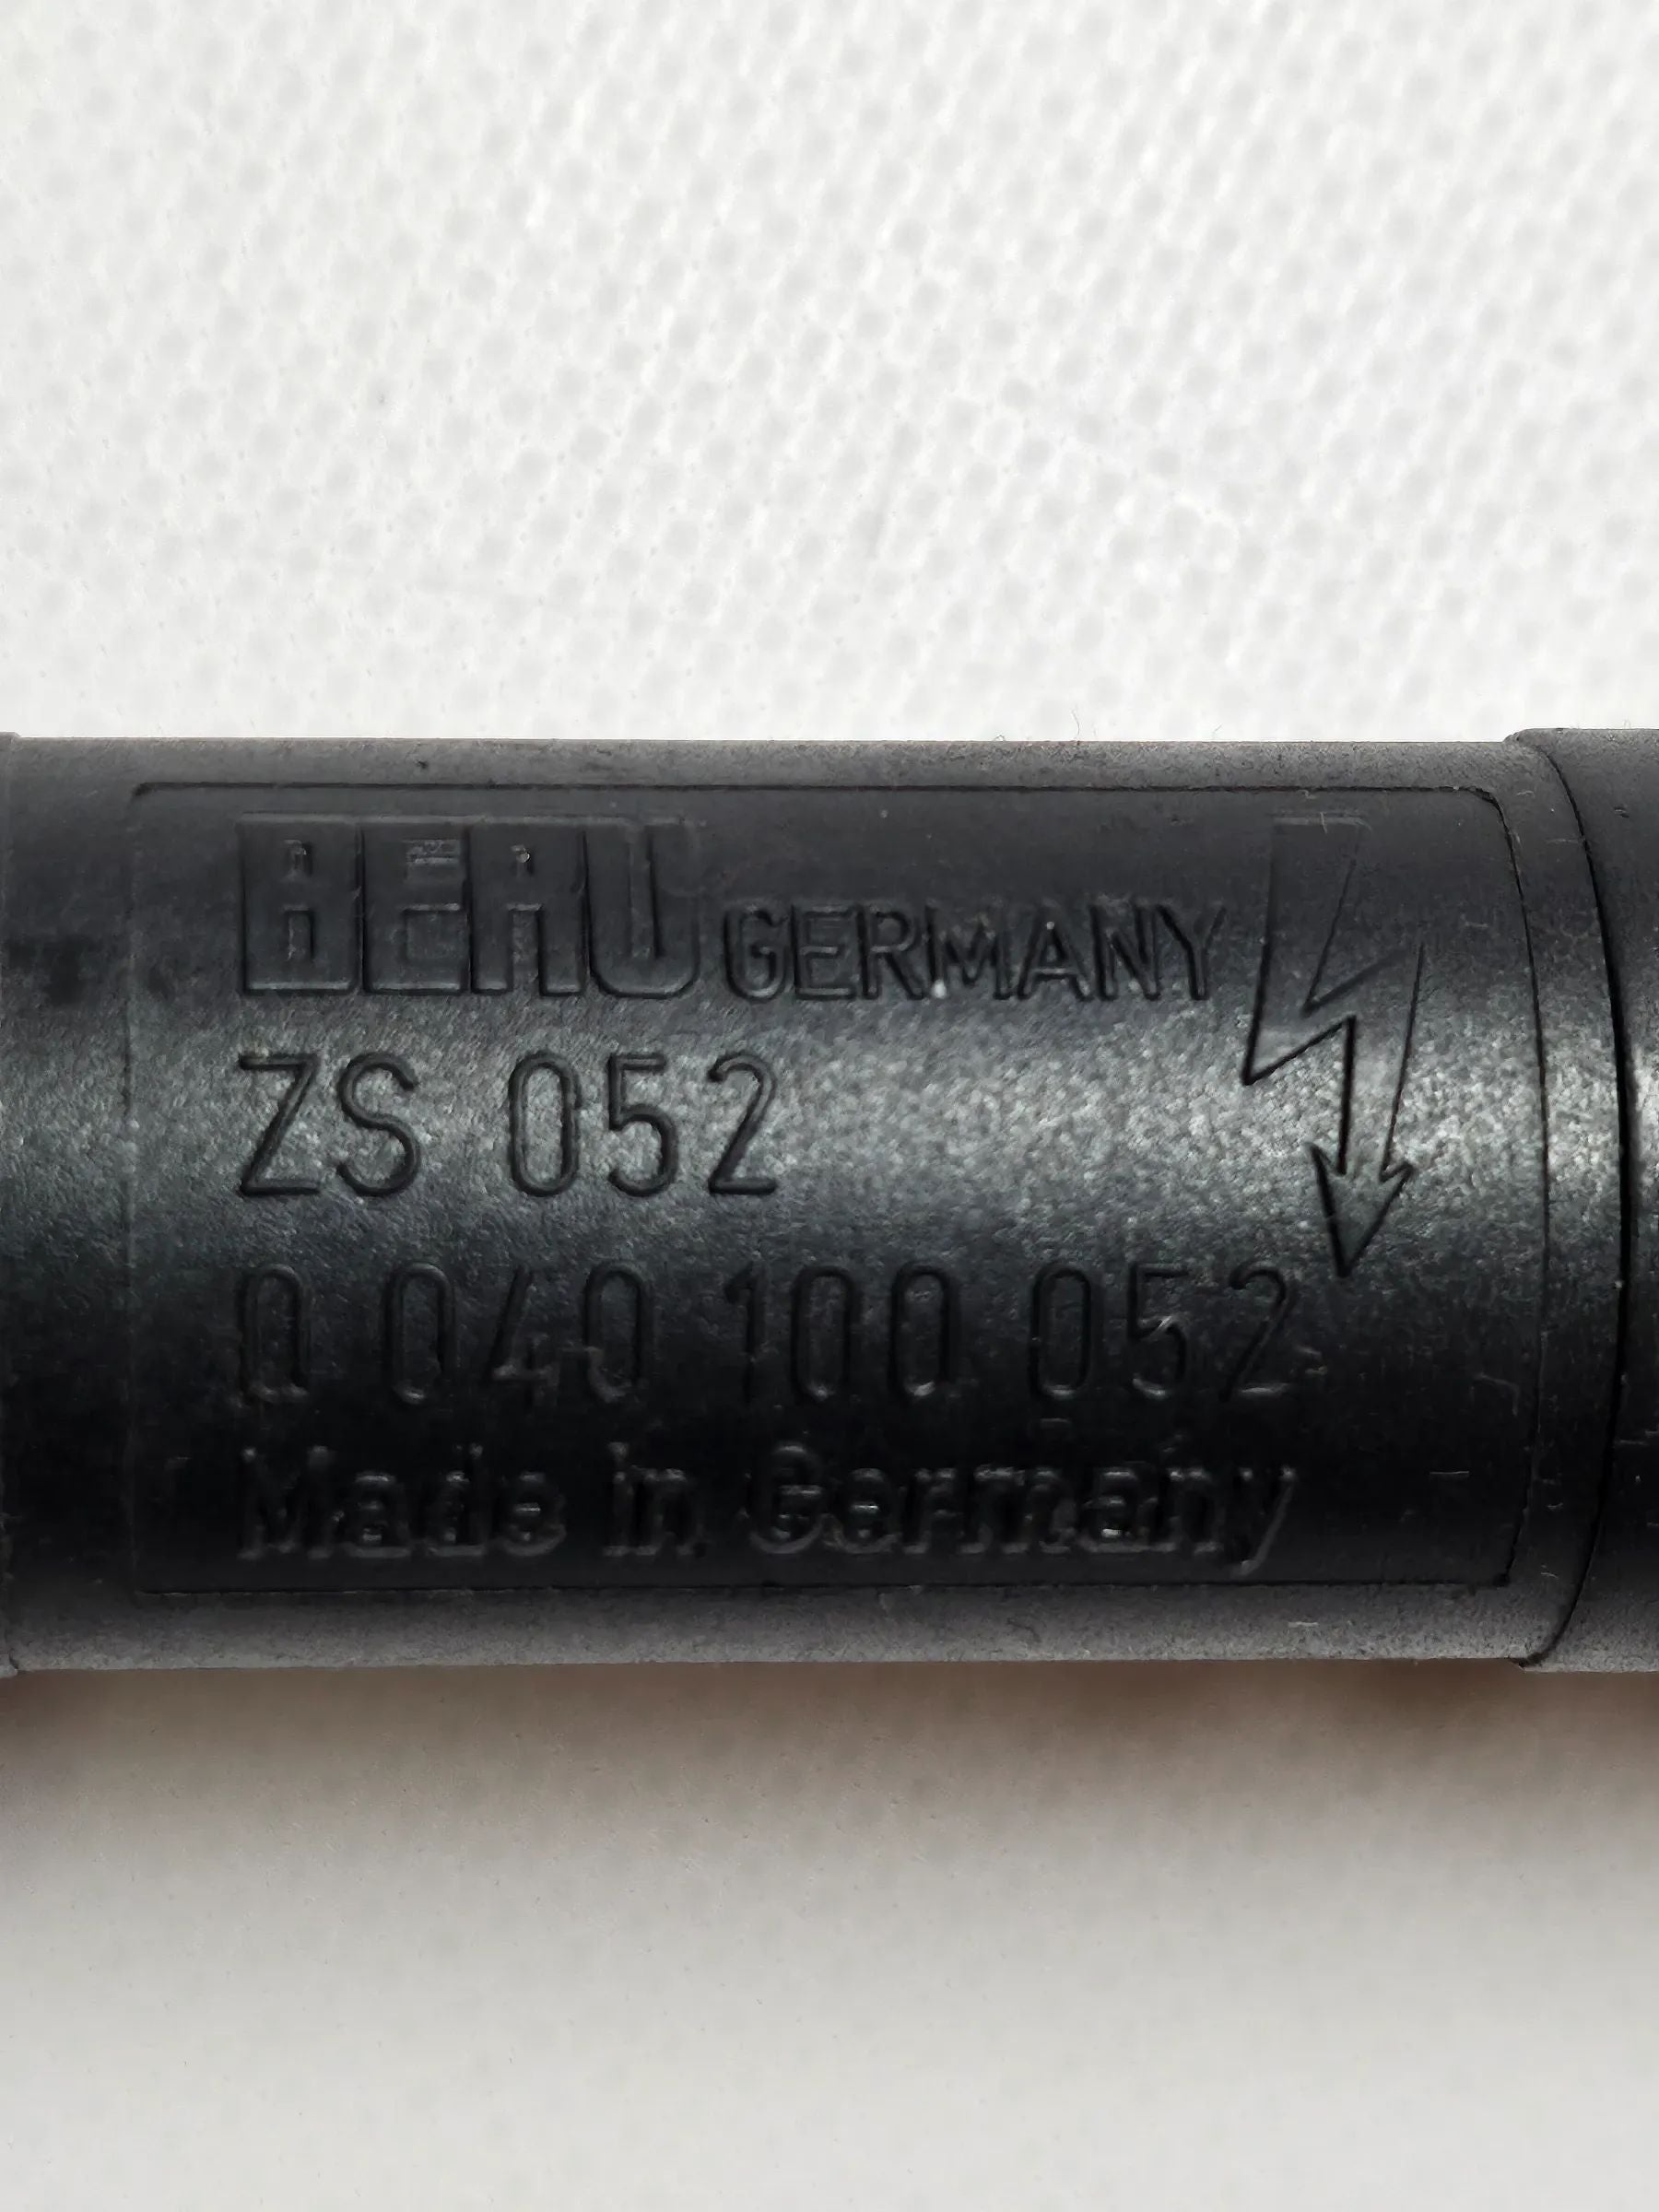 BERU GERMANY
ZS 052
0 040 100 052
Made in Germany